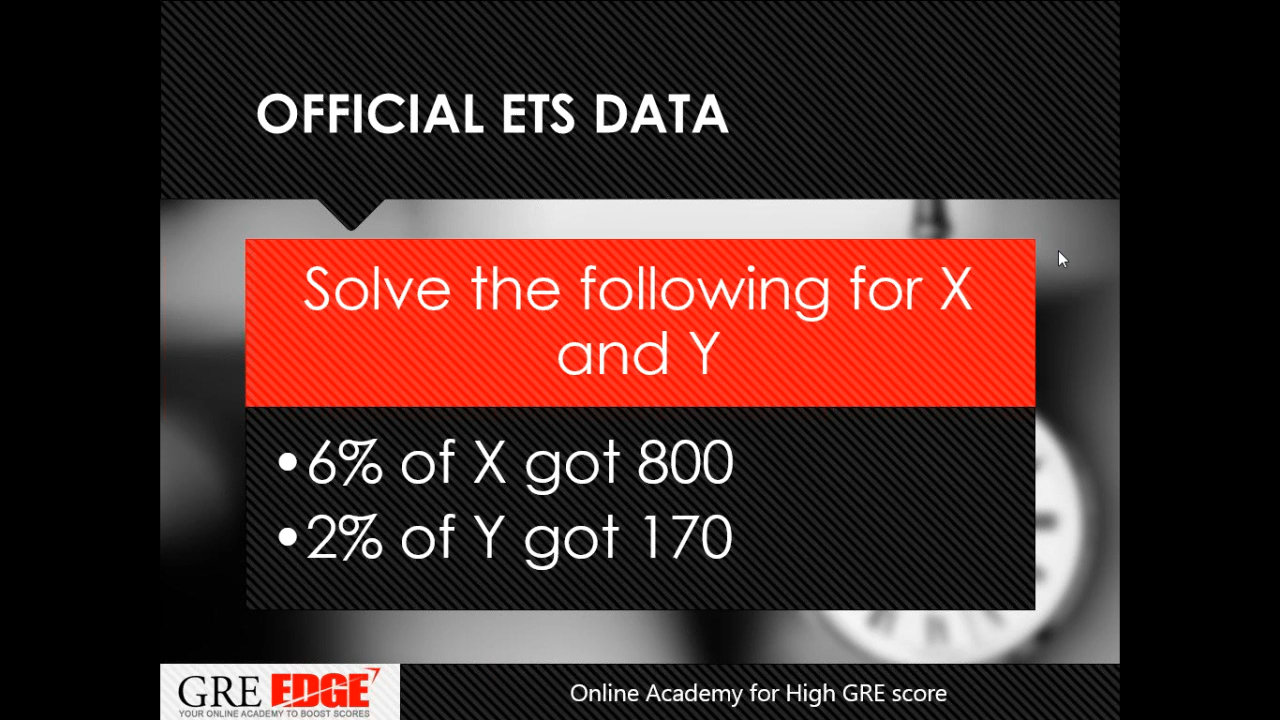 OFFICIAL ETS DATA
Solve the following for X
and Y
•6% of X got 800
•2% of Y got 170
GRE EDGE
YOUR ONLINE ACADEMY TO BOOST SCORES
Online Academy for High GRE score